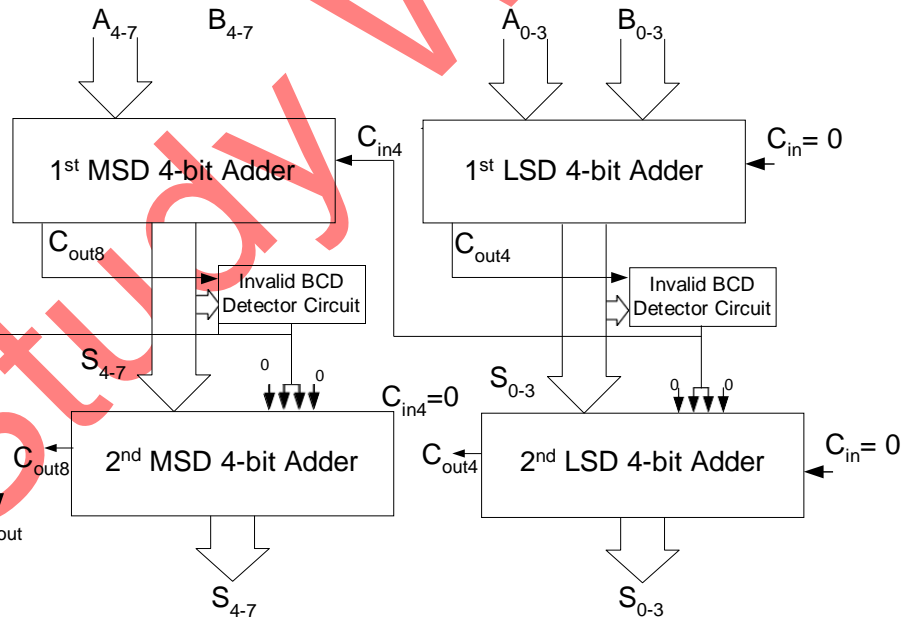 A4-7 B4-7 A0-3 B0-3
1st MSD 4-bit Adder
Cin4
1st LSD 4-bit Adder
Cin= 0
Cout8
Invalid BCD
Detector Circuit
Cout4
Invalid BCD
Detector Circuit
S4-7
0 0
Cin4=0
S0-3
0 0
Cout8
2nd MSD 4-bit Adder
Cout4
2nd LSD 4-bit Adder
Cin= 0
out
S4-7
S0-3
Study V